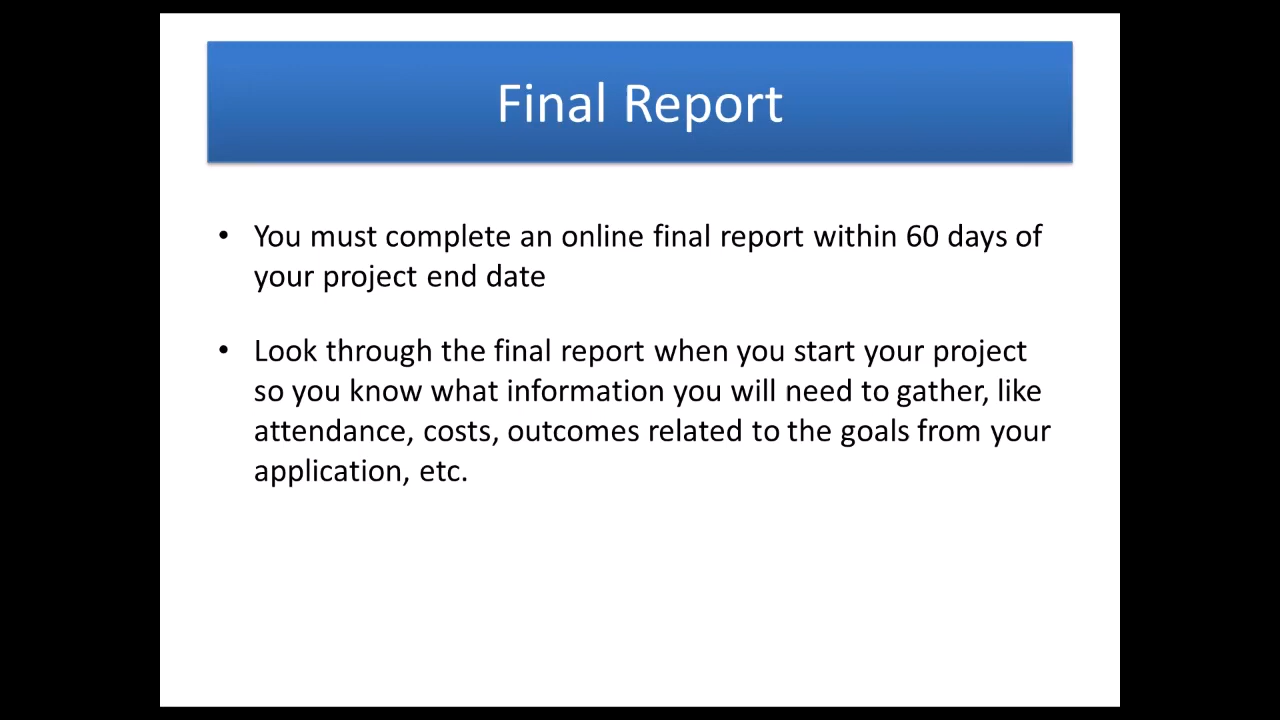 Final Report
• You must complete an online final report within 60 days of
your project end date
• Look through the final report when you start your project
so you know what information you will need to gather, like
attendance, costs, outcomes related to the goals from your
application, etc.